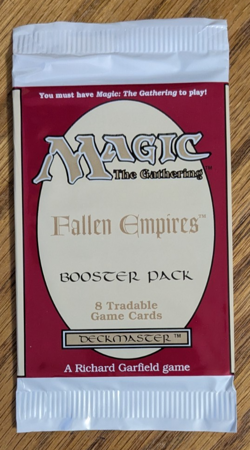 You must have Magic: The Gathering to play!
MAGIC
The Gathering™
Fallen Empires™
BOOSTER PACK
8 Tradable
Game Cards
DECKMASTER™
A Richard Garfield game